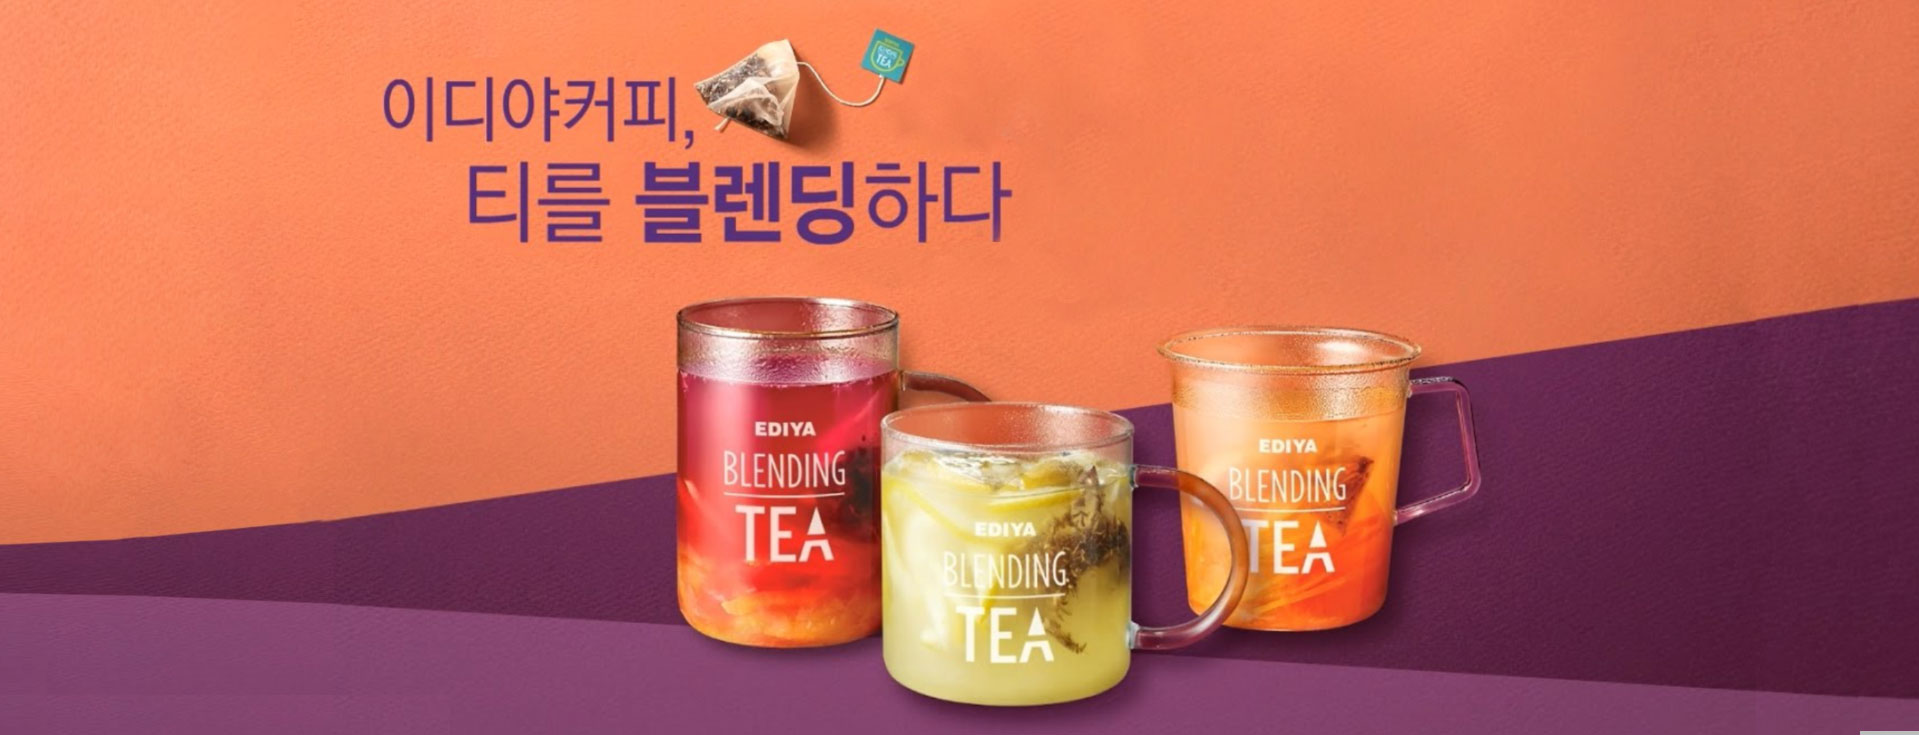 이디야커피,
티를 블렌딩하다
TEA
EDIYA
BLENDING
TEA
EDIYA
BLENDING
TEA
EDIYA
BLENDING
TEA